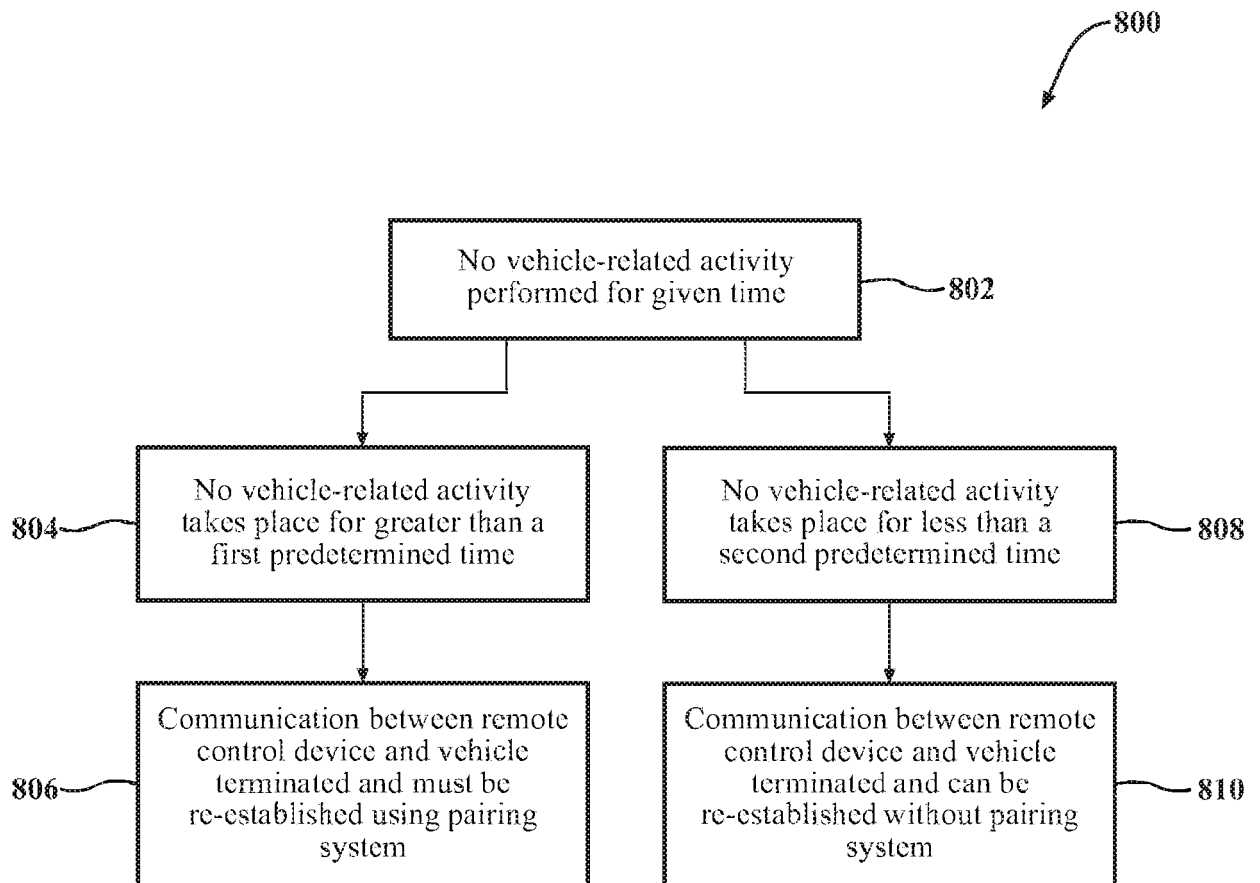 800
No vehicle-related activity
performed for given time
802
No vehicle-related activity
takes place for greater than a
first predetermined time
804
No vehicle-related activity
takes place for less than a
second predetermined time
808
Communication between remote
control device and vehicle
terminated and must be
re-established using pairing
system
806
Communication between remote
control device and vehicle
terminated and can be
re-established without pairing
system
810